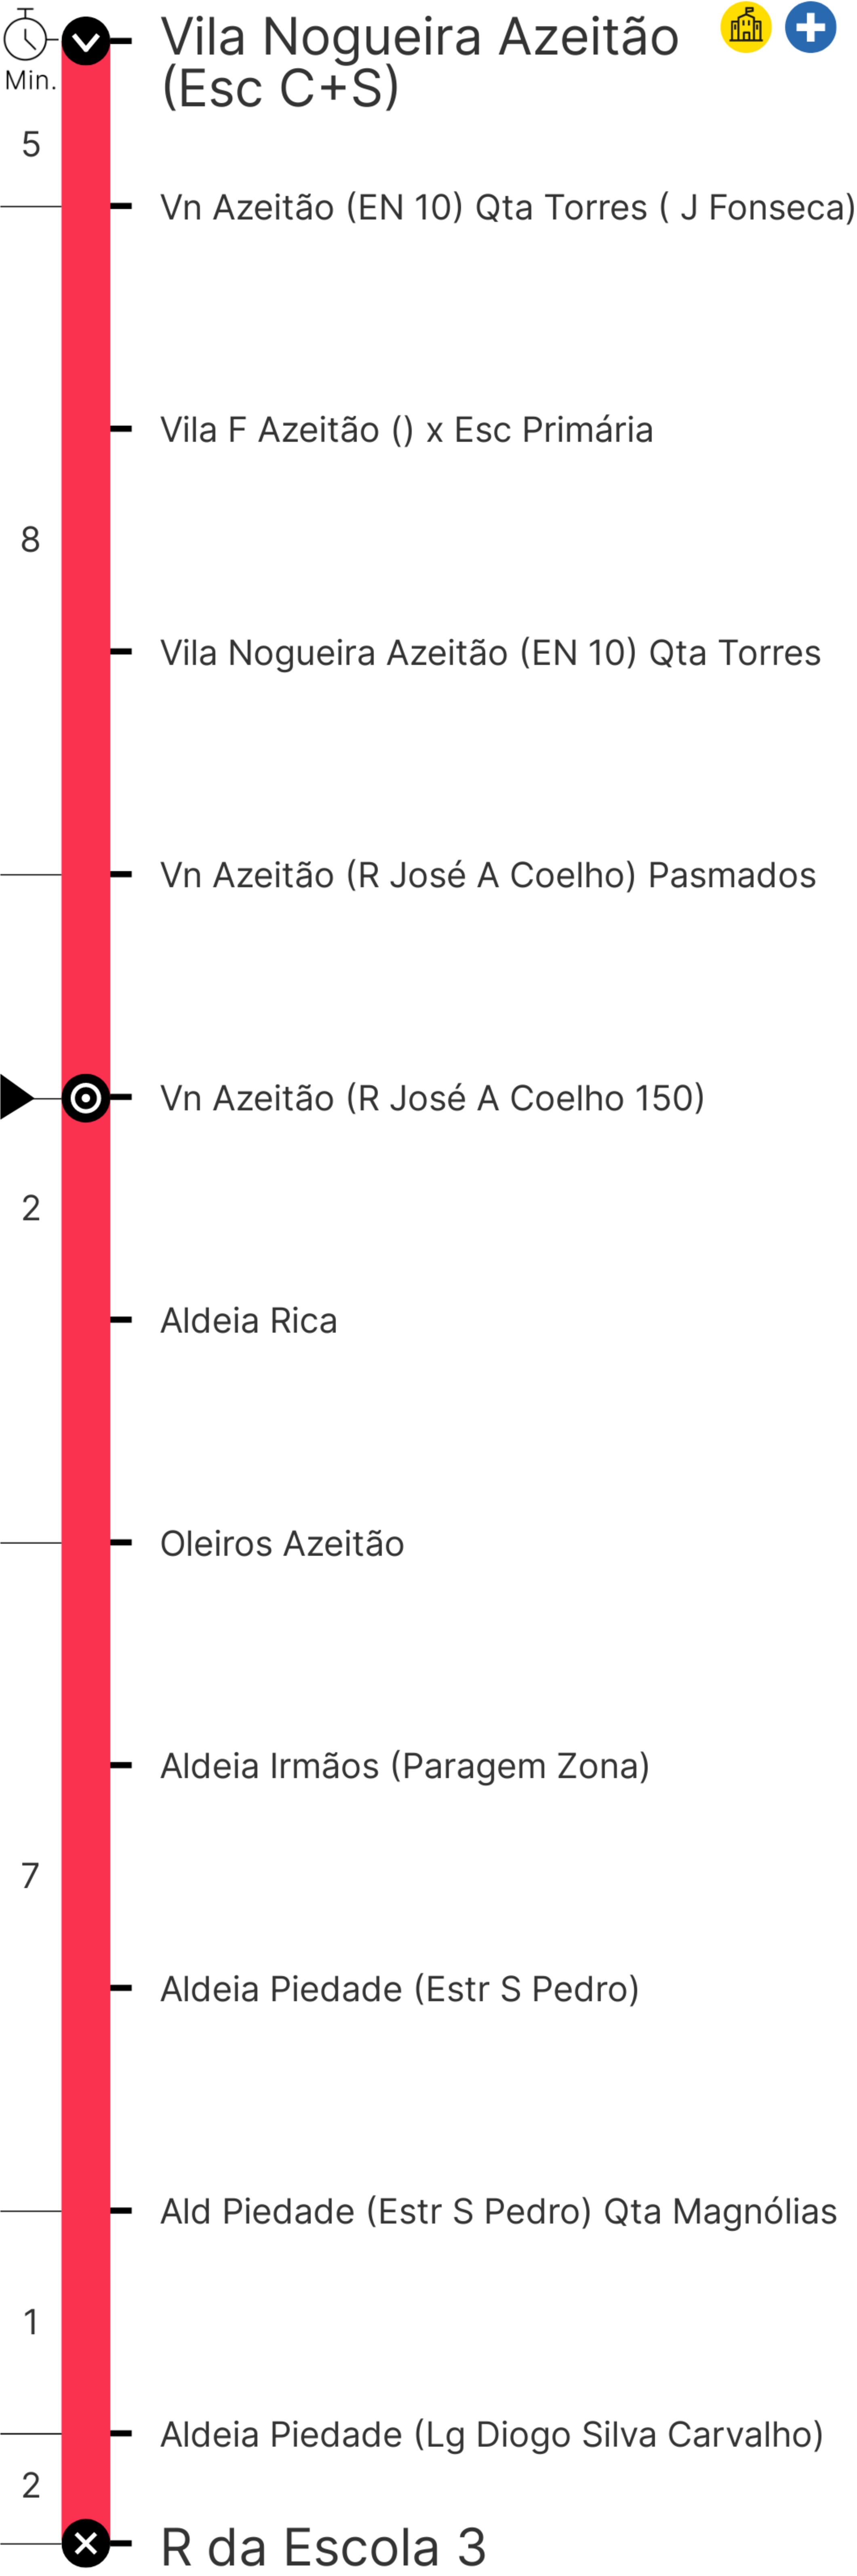 Vila Nogueira Azeitão
(Esc C+S)
Min.
5
Vn Azeitão (EN 10) Qta Torres ( J Fonseca)
Vila F Azeitão () x Esc Primária
8
Vila Nogueira Azeitão (EN 10) Qta Torres
Vn Azeitão (R José A Coelho) Pasmados
Vn Azeitão (R José A Coelho 150)
2
Aldeia Rica
Oleiros Azeitão
Aldeia Irmãos (Paragem Zona)
7
Aldeia Piedade (Estr S Pedro)
Ald Piedade (Estr S Pedro) Qta Magnólias
1
Aldeia Piedade (Lg Diogo Silva Carvalho)
2
R da Escola 3